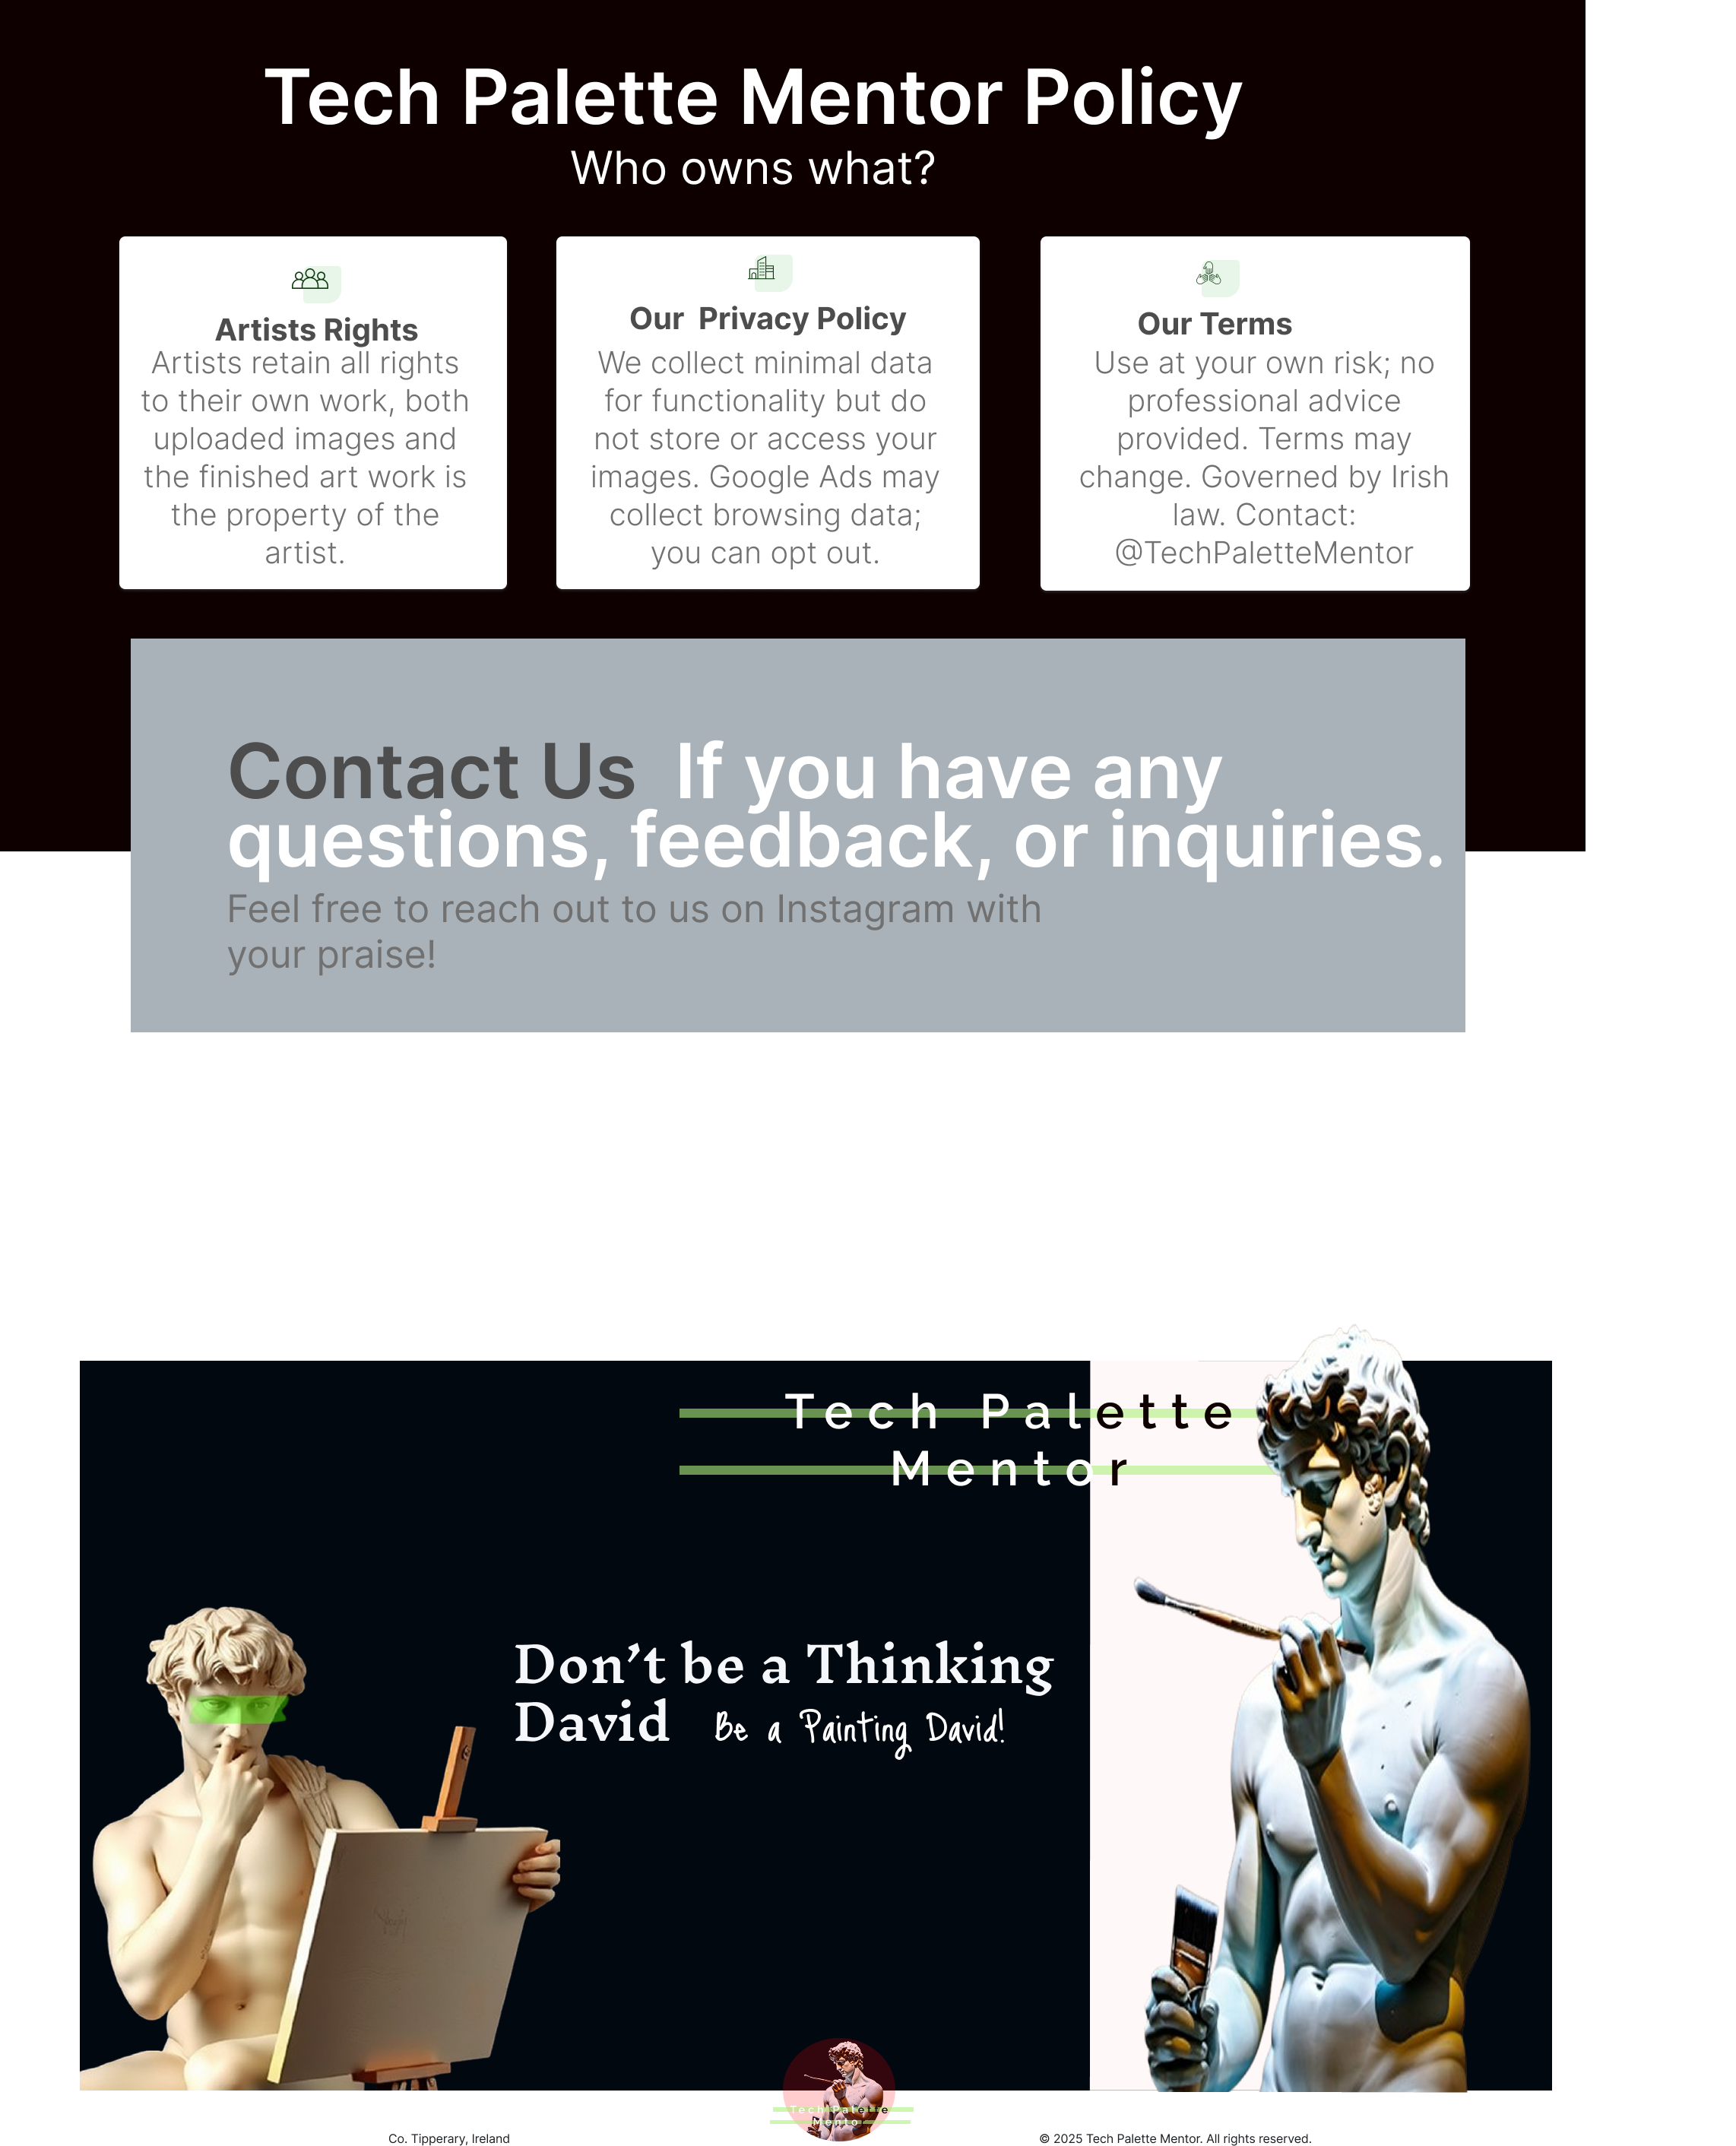 Tech Palette Mentor Policy
Who owns what?
Artists Rights
Artists retain all rights
to their own work, both
uploaded images and
the finished art work is
the property of the
artist.
Our Privacy Policy
We collect minimal data
for functionality but do
not store or access your
images. Google Ads may
collect browsing data;
you can opt out.
Our Terms
Use at your own risk; no
professional advice
provided. Terms may
change. Governed by Irish
law. Contact:
@TechPaletteMentor
Contact Us If you have any
questions, feedback, or inquiries.
Feel free to reach out to us on Instagram with
your praise!
Tech Palette
Mentor
Don’t be a Thinking
David Be a Painting David!
Tech Palette
Mento
Co. Tipperary, Ireland
© 2025 Tech Palette Mentor. All rights reserved.